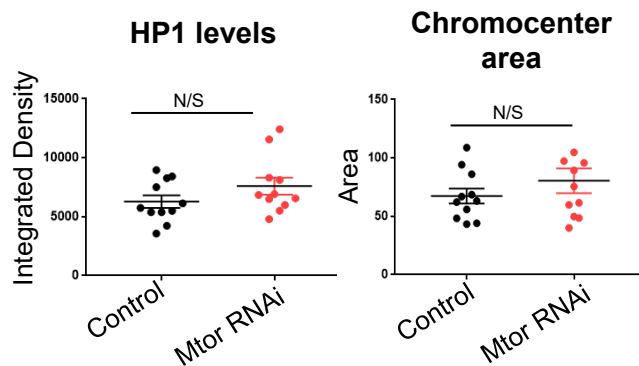 HP1 levels
Integrated Density
15000
10000
5000
0
N/S
Control
Mtor RNAi
Chromocenter
area
Area
150
100
50
0
N/S
Control
Mtor RNAi